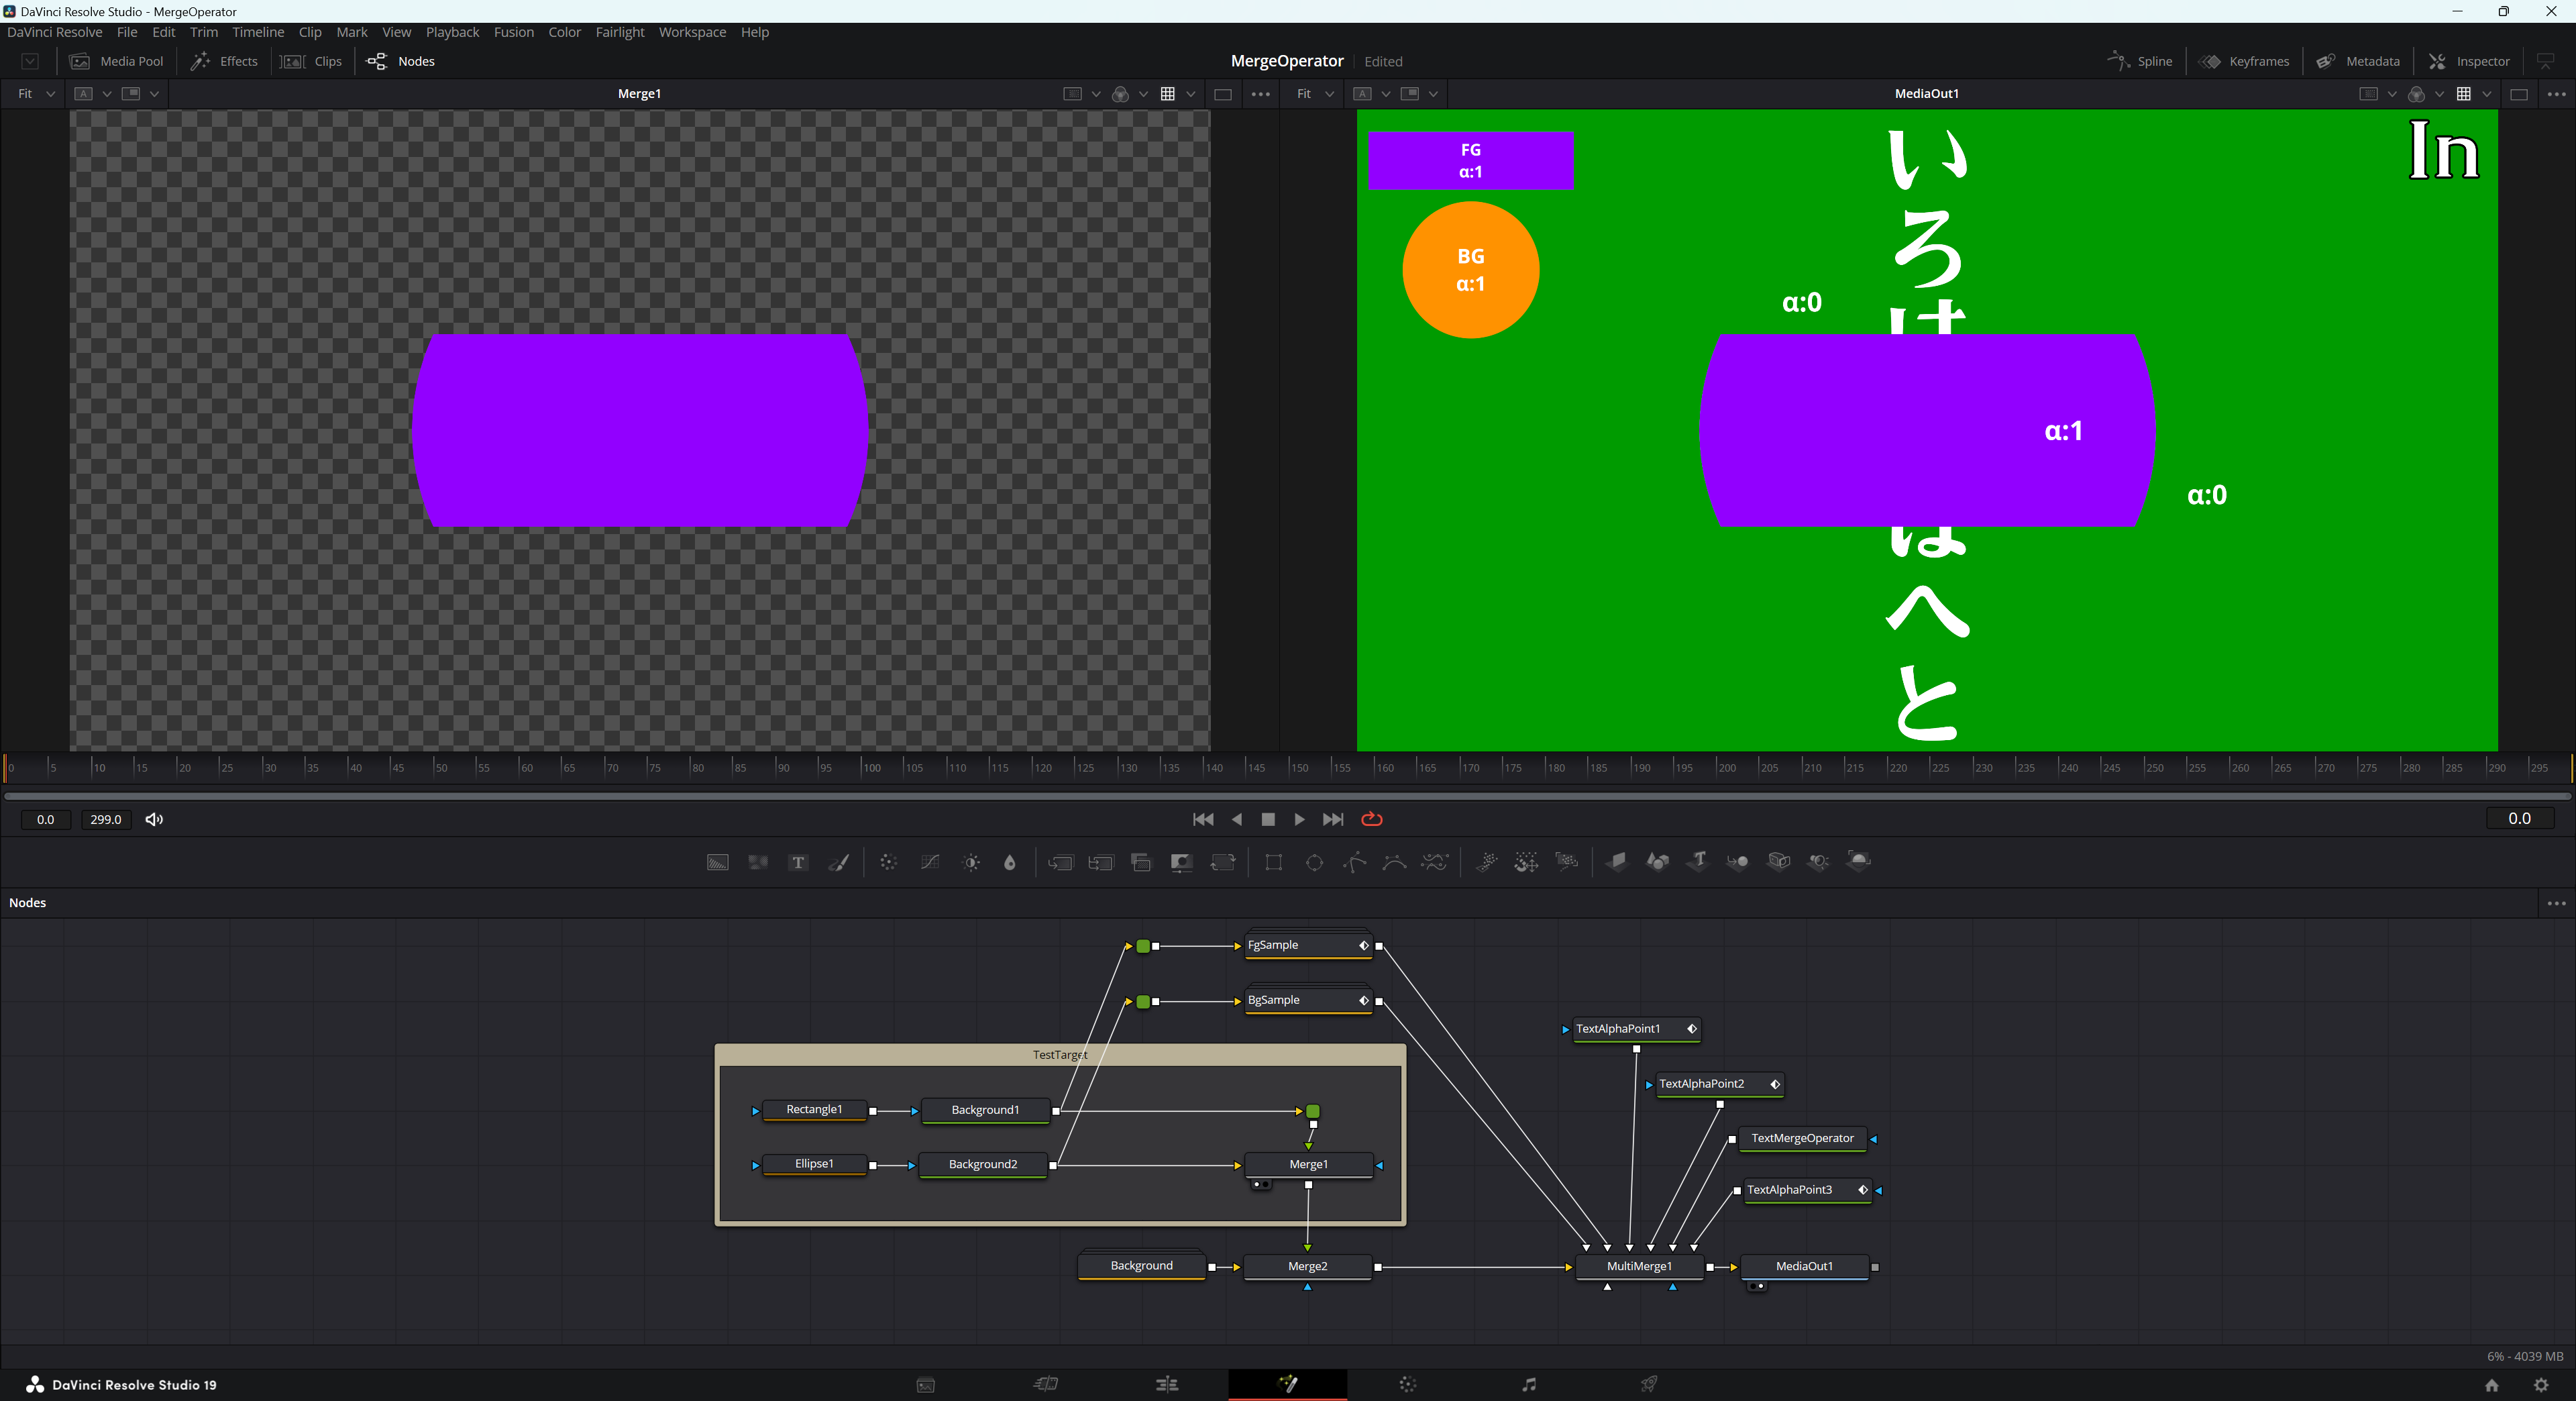 DaVinci Resolve Studio - MergeOperator
DaVinci Resolve File Edit Trim Timeline Clip Mark View Playback Fusion Color Fairlight Workspace Help
Media Pool Effects Clips Nodes MergeOperator Edited Spline Keyframes Metadata Inspector
Fit A Merge1 Fit A MediaOut1
In
FG
α:1
BG
α:1
α:0
α:1
α:0
い
ろ
は
へ
と
0 5 10 15 20 25 30 35 40 45 50 55 60 65 70 75 80 85 90 95 100 105 110 115 120 125 130 135 140 145 150 155 160 165 170 175 180 185 190 195 200 205 210 215 220 225 230 235 240 245 250 255 260 265 270 275 280 285 290 295
0.0 299.0 0.0
T T
Nodes
FgSample
BgSample
TextAlphaPoint1
TestTarget
TextAlphaPoint2
Rectangle1 Background1
TextMergeOperator
Ellipse1 Background2 Merge1
TextAlphaPoint3
Background Merge2 MultiMerge1 MediaOut1
6% - 4039 MB
DaVinci Resolve Studio 19